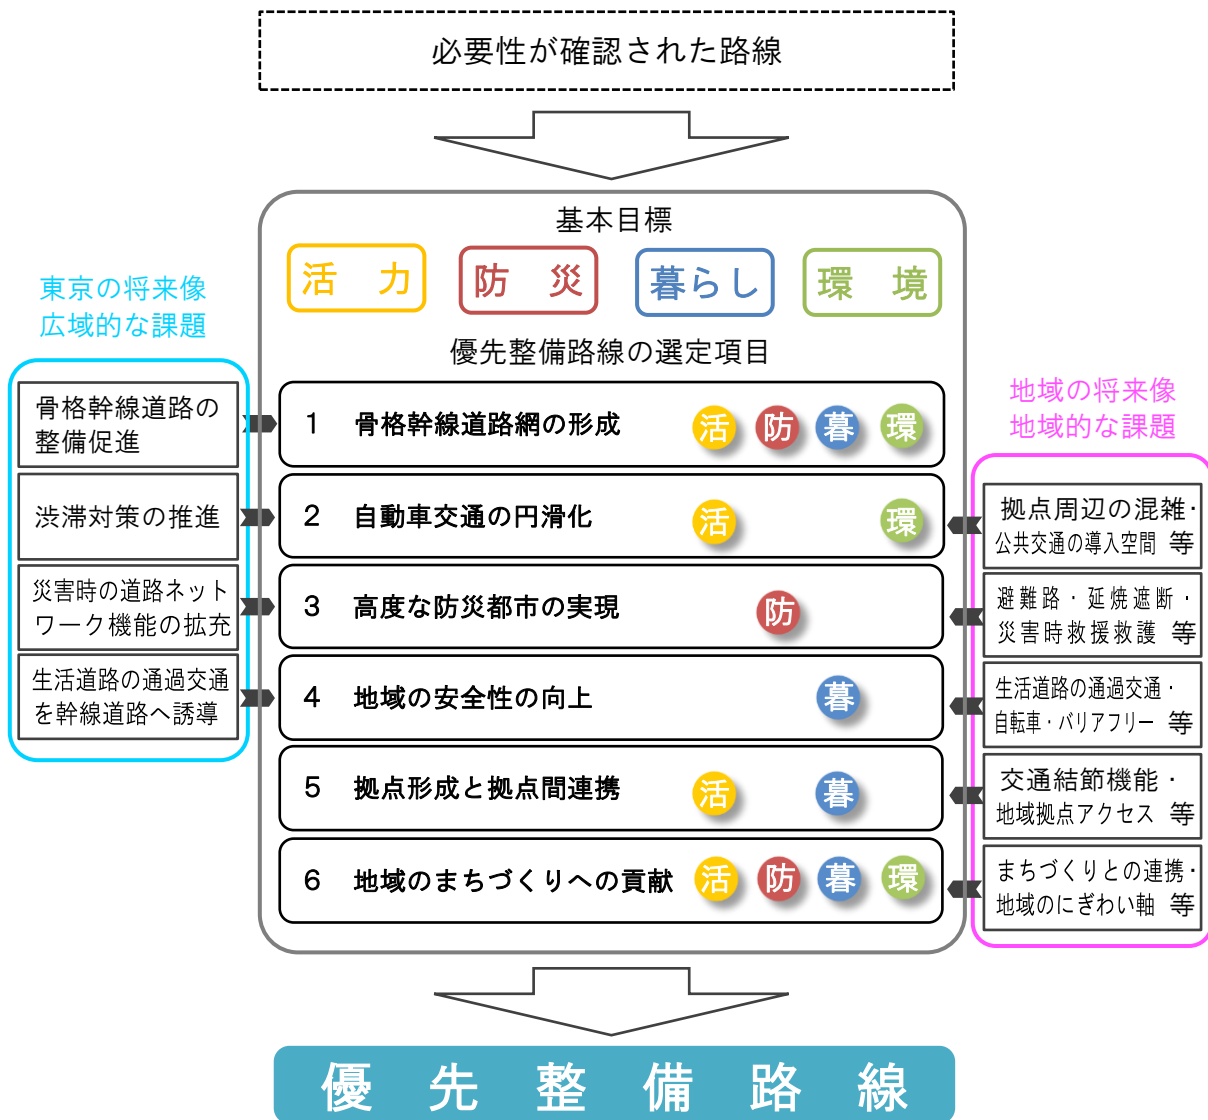 必要性が確認された路線
基本目標
活 力
防 災
暮らし
環 境
優先整備路線の選定項目
東京の将来像
広域的な課題
骨格幹線道路の
整備促進
渋滞対策の推進
災害時の道路ネット
ワーク機能の拡充
生活道路の通過交通
を幹線道路へ誘導
1 骨格幹線道路網の形成 活 防 暮 環
2 自動車交通の円滑化 活 環
3 高度な防災都市の実現 防
4 地域の安全性の向上 暮
5 拠点形成と拠点間連携 活 暮
6 地域のまちづくりへの貢献 活 防 暮 環
地域の将来像
地域的な課題
拠点周辺の混雑・
公共交通の導入空間 等
避難路・延焼遮断・
災害時救援救護 等
生活道路の通過交通・
自転車・バリアフリー 等
交通結節機能・
地域拠点アクセス 等
まちづくりとの連携・
地域のにぎわい軸 等
優先整備路線